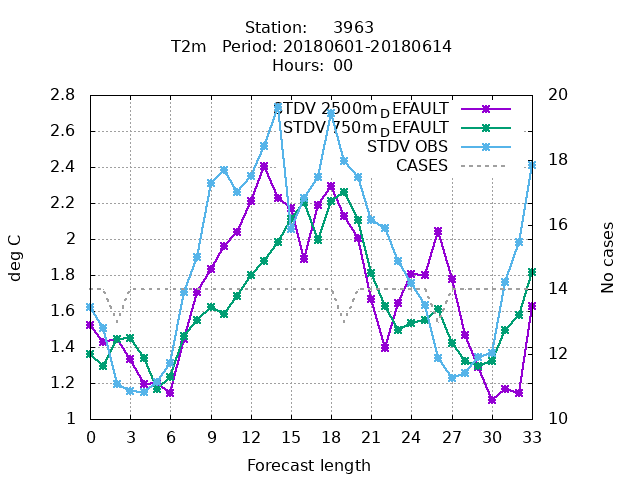 Station: 3963
T2m Period: 20180601-20180614
Hours: 00
STDV 2500m_DEFAULT
STDV 750m_DEFAULT
STDV OBS
CASES
2.8
2.6
2.4
2.2
2
1.8
1.6
1.4
1.2
1
deg C
20
18
16
14
12
10
No cases
0 3 6 9 12 15 18 21 24 27 30 33
Forecast length